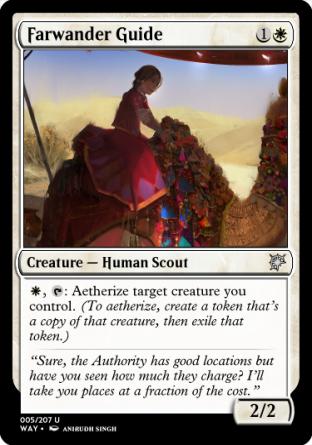 Farwander Guide 1
Creature — Human Scout
, : Aetherize target creature you
control. (To aetherize, create a token that's
a copy of that creature, then exile that
token.)
“Sure, the Authority has good locations but
have you seen how much they charge? I'll
take you places at a fraction of the cost.”
2/2
005/207 U
WAY • ANIRUDH SINGH